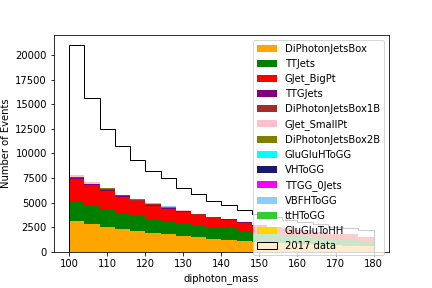 Number of Events
20000
17500
15000
12500
10000
7500
5000
2500
0
100
110
120
130
140
150
160
170
180
diphoton_mass
DiPhotonJetsBox
TTJets
GJet_BigPt
TTGJets
DiPhotonJetsBox1B
GJet_SmallPt
DiPhotonJetsBox2B
GluGluHToGG
VHToGG
TTGG_0Jets
VBFHToGG
ttHToGG
GluGluToHH
2017 data